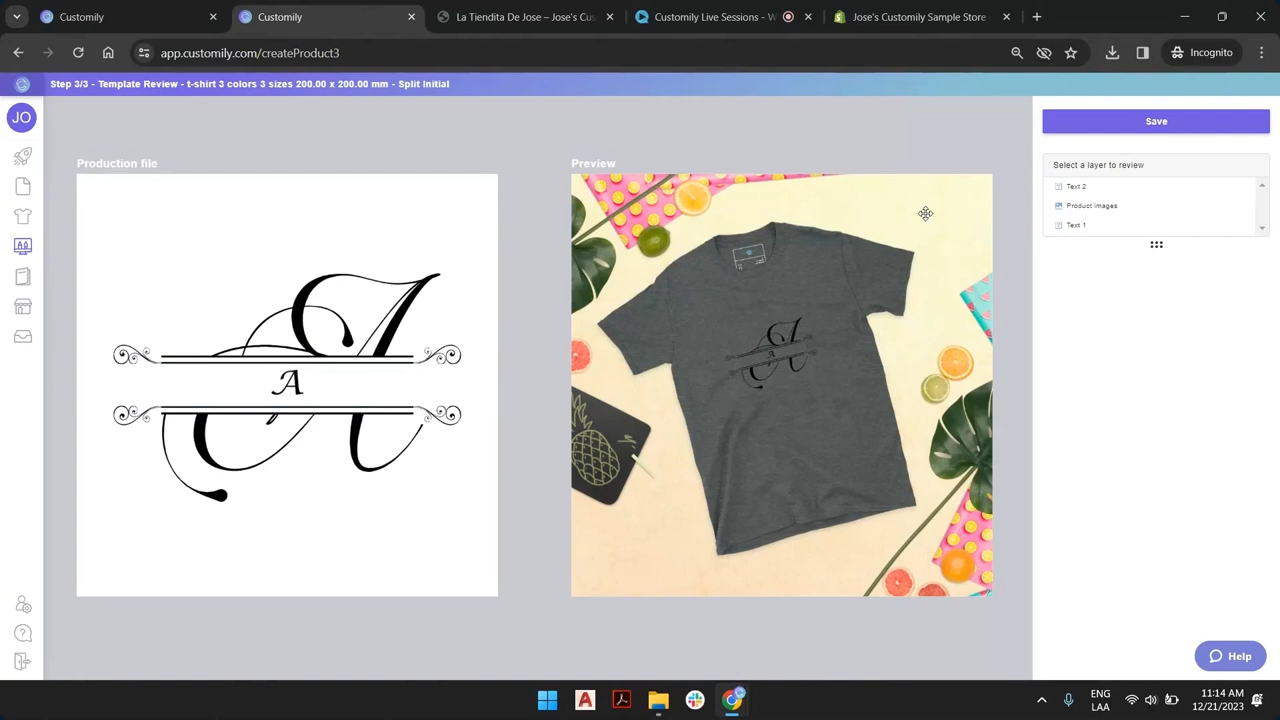 Customily
Customily
La Tiendita De Jose – Jose's Cus
Customily Live Sessions - W
Jose's Customily Sample Store
app.customily.com/createProduct3
Incognito
Step 3/3 - Template Review - t-shirt 3 colors 3 sizes 200.00 x 200.00 mm - Split Initial
JO
Save
Production file
Preview
Select a layer to review
Text 2
Product images
Text 1
A
A
A
A
Help
ENG
LAA
11:14 AM
12/21/2023